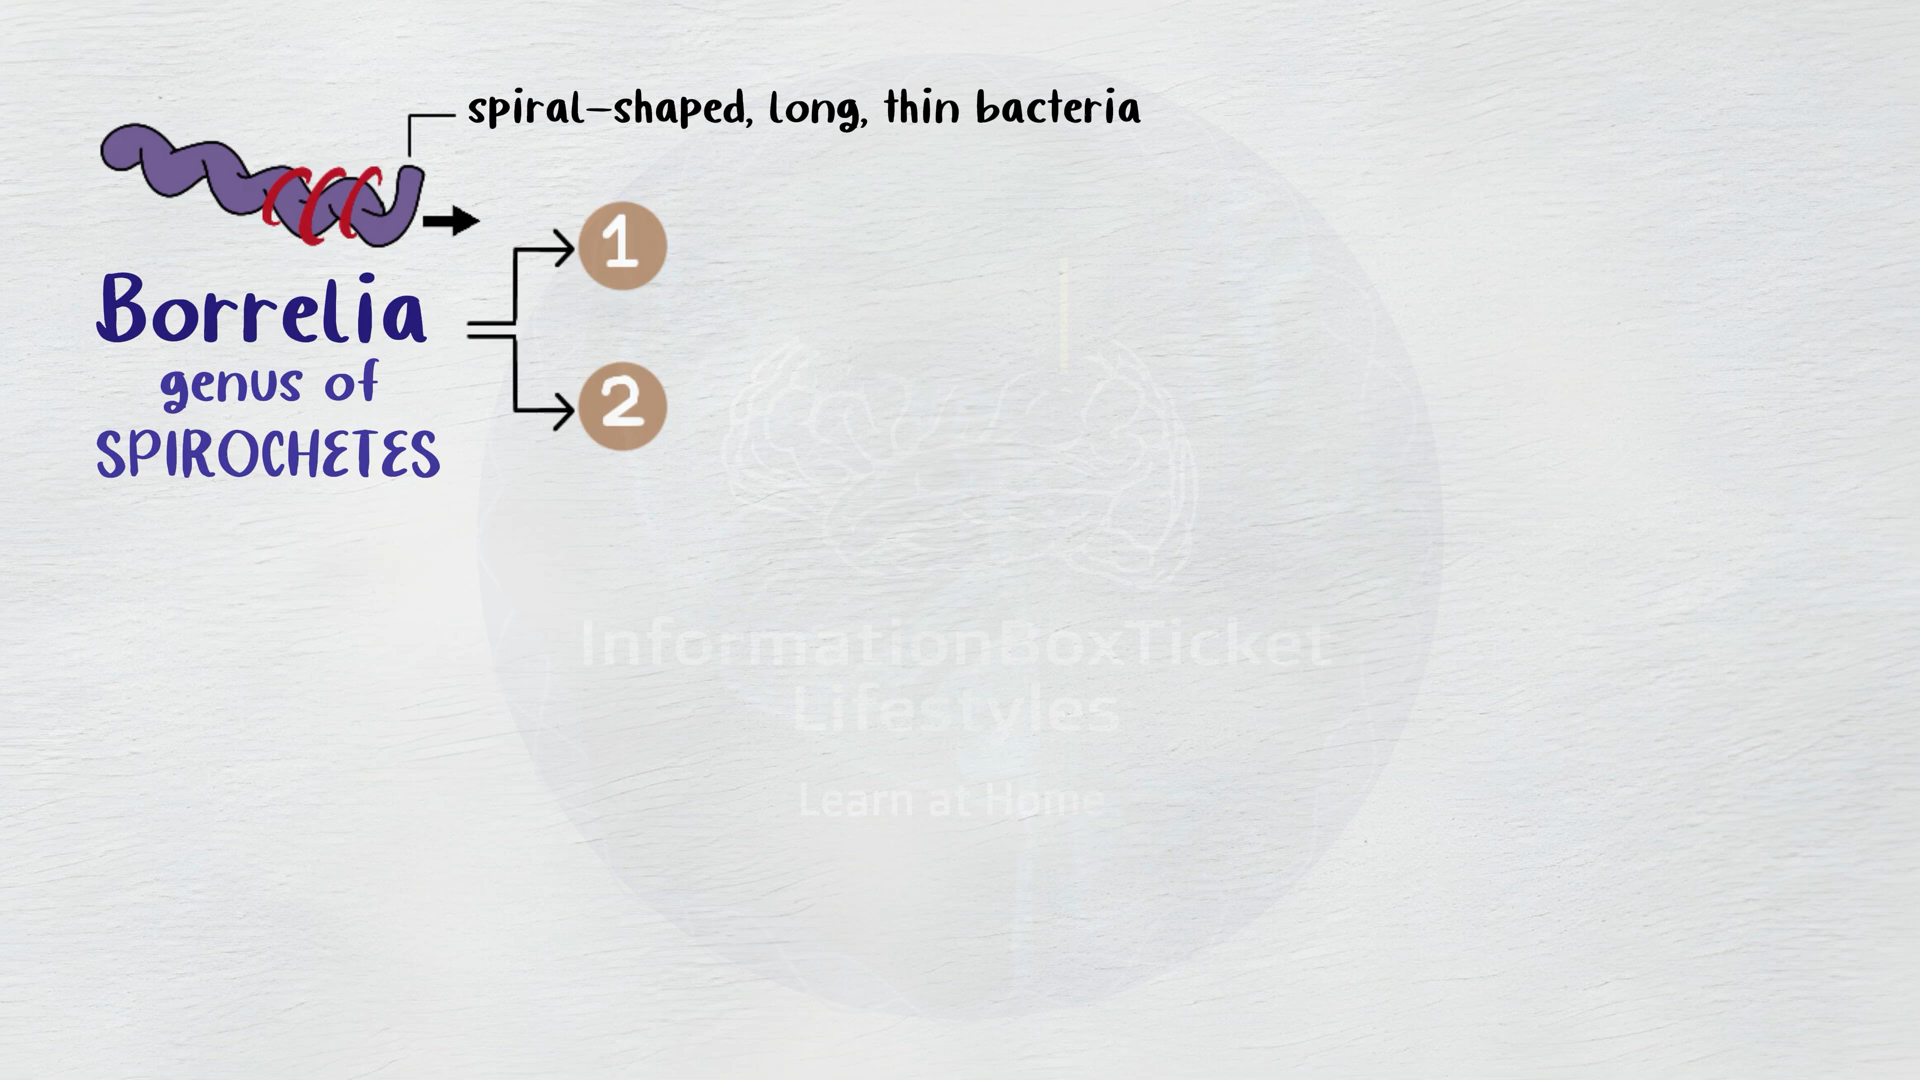 spiral-shaped, long, thin bacteria
1
Borrelia
genus of
SPIROCHETES
2
InformationBoxTicket
Lifestyles
Learn at Home